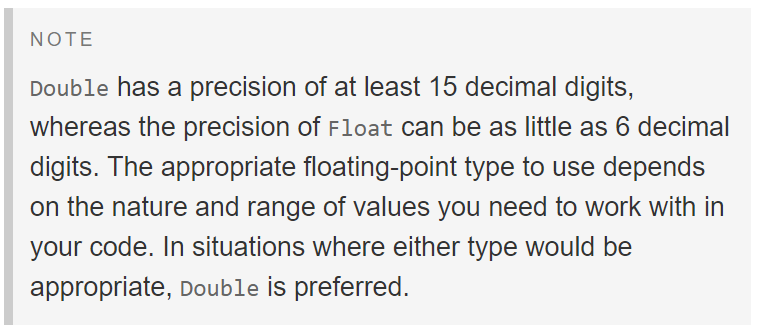 NOTE
Double has a precision of at least 15 decimal digits,
whereas the precision of Float can be as little as 6 decimal
digits. The appropriate floating-point type to use depends
on the nature and range of values you need to work with in
your code. In situations where either type would be
appropriate, Double is preferred.